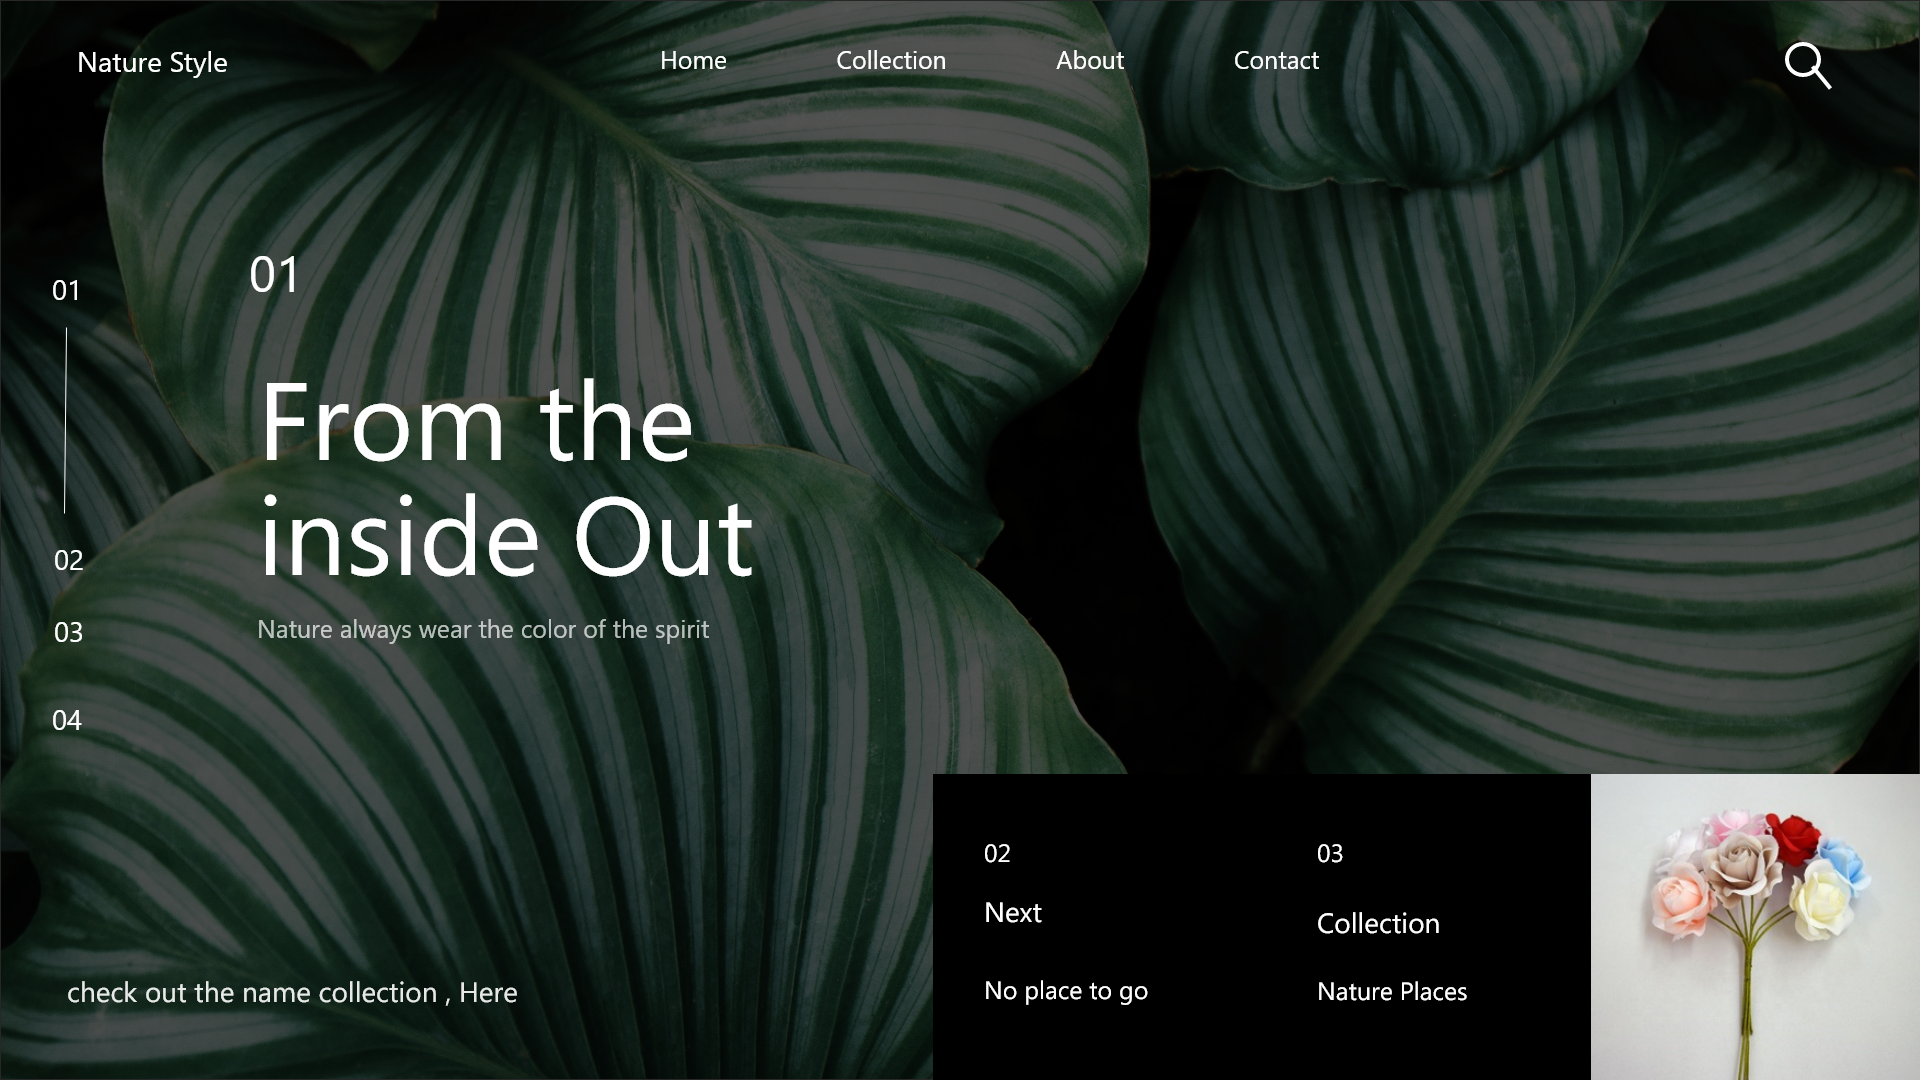 Nature Style
Home
Collection
About
Contact
01
01
From the
inside Out
02
Nature always wear the color of the spirit
03
04
02
03
Next
Collection
No place to go
Nature Places
check out the name collection , Here